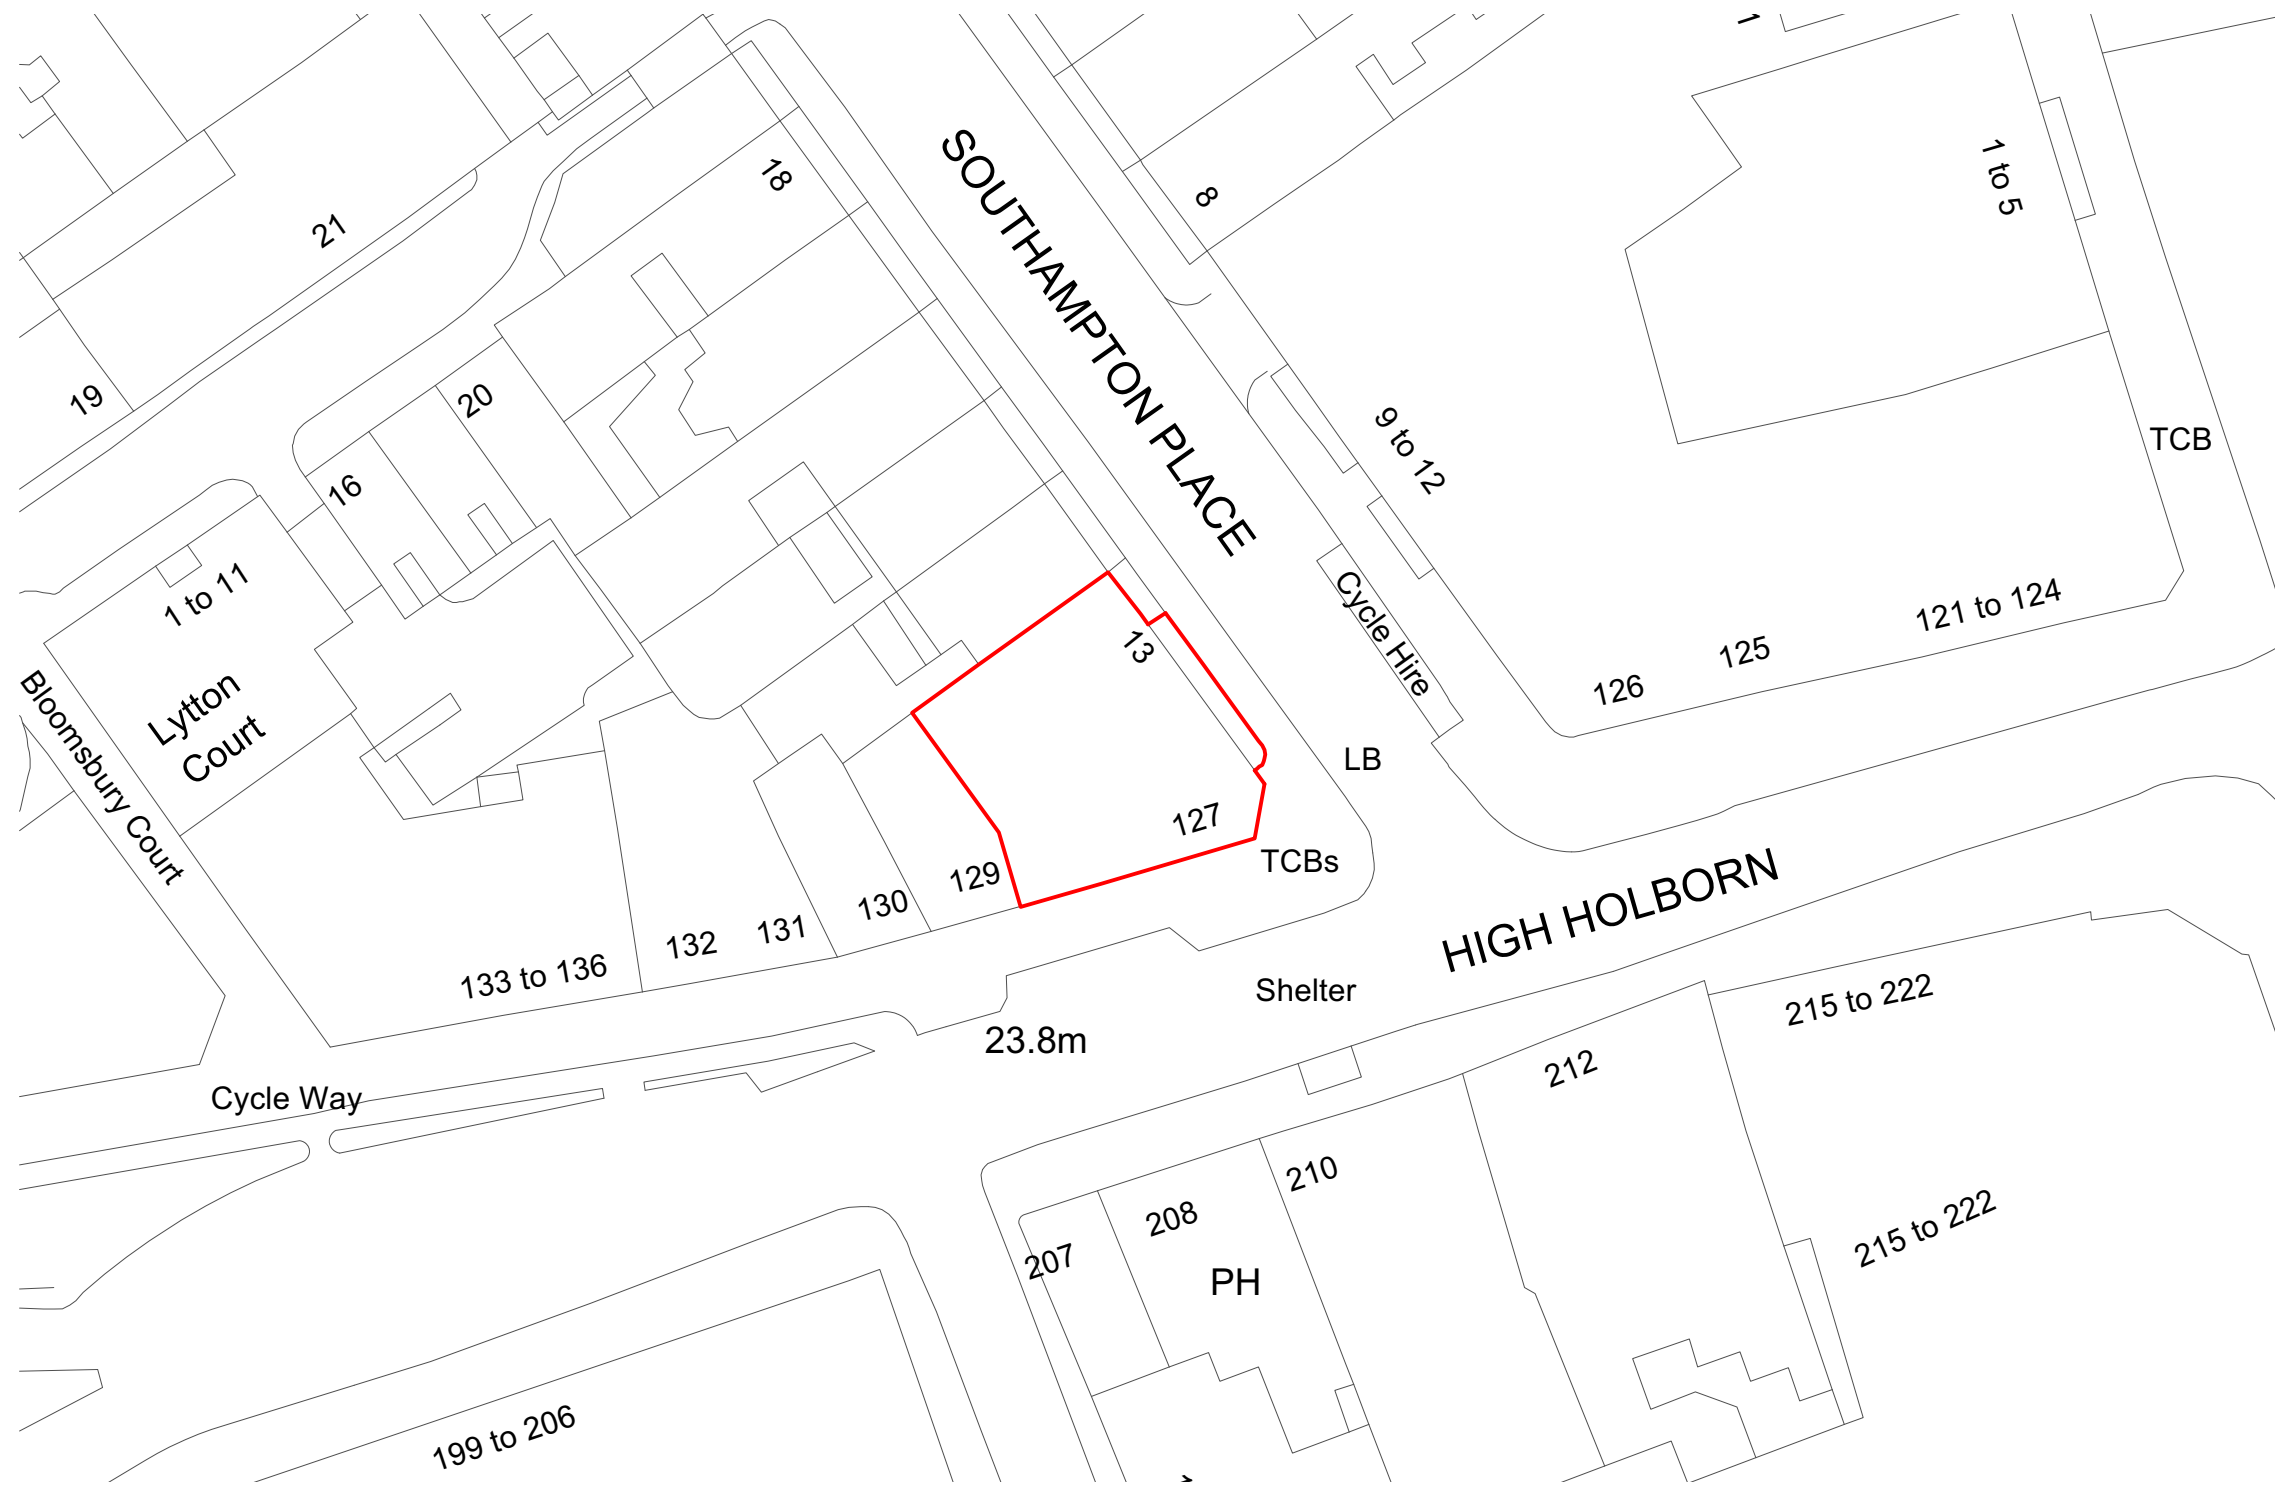 SOUTHAMPTON PLACE
18
8
1 to 5
21
19
20
16
9 to 12
TCB
1 to 11
Lytton
Court
Bloomsbury Court
13
Cycle Hire
121 to 124
125
126
LB
127
TCBs
129
130
131
132
133 to 136
HIGH HOLBORN
Shelter
23.8m
Cycle Way
215 to 222
212
210
208
207
PH
215 to 222
199 to 206